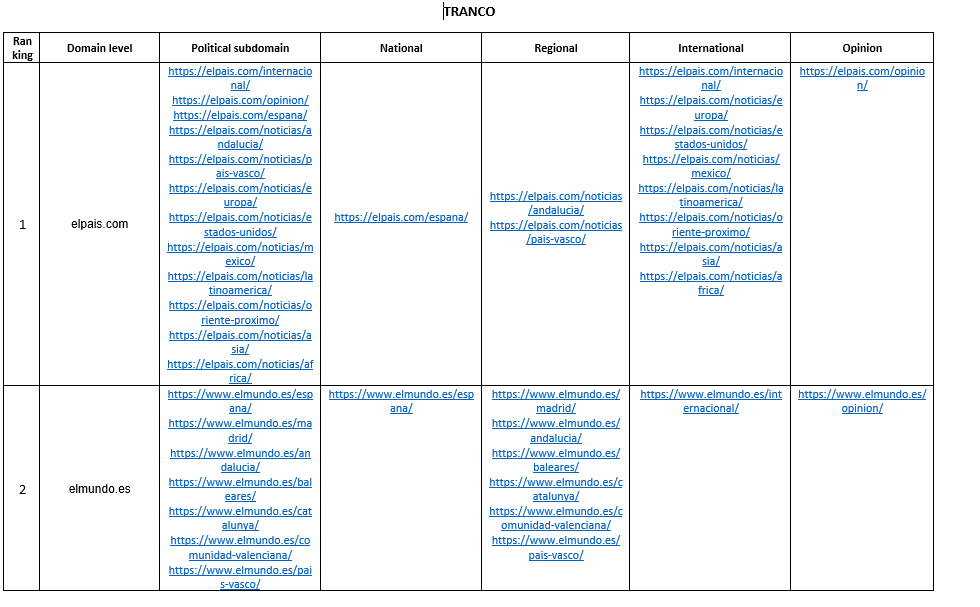 TRANCO
Ran
king
Domain level
Political subdomain
National
Regional
International
Opinion
1
elpais.com
https://elpais.com/internacio
nal/
https://elpais.com/opinion/
https://elpais.com/espana/
https://elpais.com/noticias/a
ndalucia/
https://elpais.com/noticias/p
ais-vasco/
https://elpais.com/noticias/e
uropa/
https://elpais.com/noticias/e
stados-unidos/
https://elpais.com/noticias/m
exico/
https://elpais.com/noticias/la
tinoamerica/
https://elpais.com/noticias/o
riente-proximo/
https://elpais.com/noticias/a
sia/
https://elpais.com/noticias/af
rica/
https://elpais.com/espana/
https://elpais.com/noticias
/andalucia/
https://elpais.com/noticias
/pais-vasco/
https://elpais.com/internacio
nal/
https://elpais.com/noticias/e
uropa/
https://elpais.com/noticias/e
stados-unidos/
https://elpais.com/noticias/
mexico/
https://elpais.com/noticias/la
tinoamerica/
https://elpais.com/noticias/o
riente-proximo/
https://elpais.com/noticias/a
sia/
https://elpais.com/noticias/a
frica/
https://elpais.com/opinio
n/
2
elmundo.es
https://www.elmundo.es/esp
ana/
https://www.elmundo.es/ma
drid/
https://www.elmundo.es/an
dalucia/
https://www.elmundo.es/bal
eares/
https://www.elmundo.es/cat
alunya/
https://www.elmundo.es/co
munidad-valenciana/
https://www.elmundo.es/pai
s-vasco/
https://www.elmundo.es/esp
ana/
https://www.elmundo.es/
madrid/
https://www.elmundo.es/
andalucia/
https://www.elmundo.es/
baleares/
https://www.elmundo.es/c
atalunya/
https://www.elmundo.es/c
omunidad-valenciana/
https://www.elmundo.es/
pais-vasco/
https://www.elmundo.es/int
ernacional/
https://www.elmundo.es/
opinion/